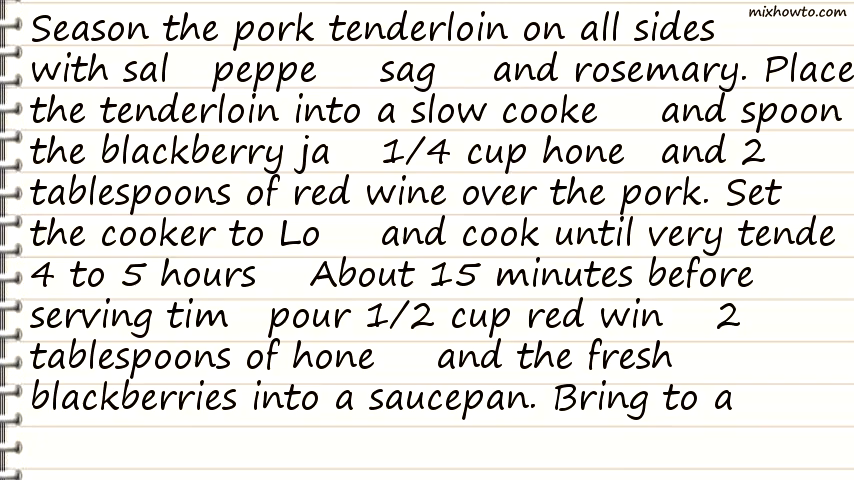 mixhowto.com
Season the pork tenderloin on all sides
with sal peppe sag and rosemary. Place
the tenderloin into a slow cooke and spoon
the blackberry ja 1/4 cup hone and 2
tablespoons of red wine over the pork. Set
the cooker to Lo and cook until very tende
4 to 5 hours About 15 minutes before
serving tim pour 1/2 cup red win 2
tablespoons of hone and the fresh
blackberries into a saucepan. Bring to a